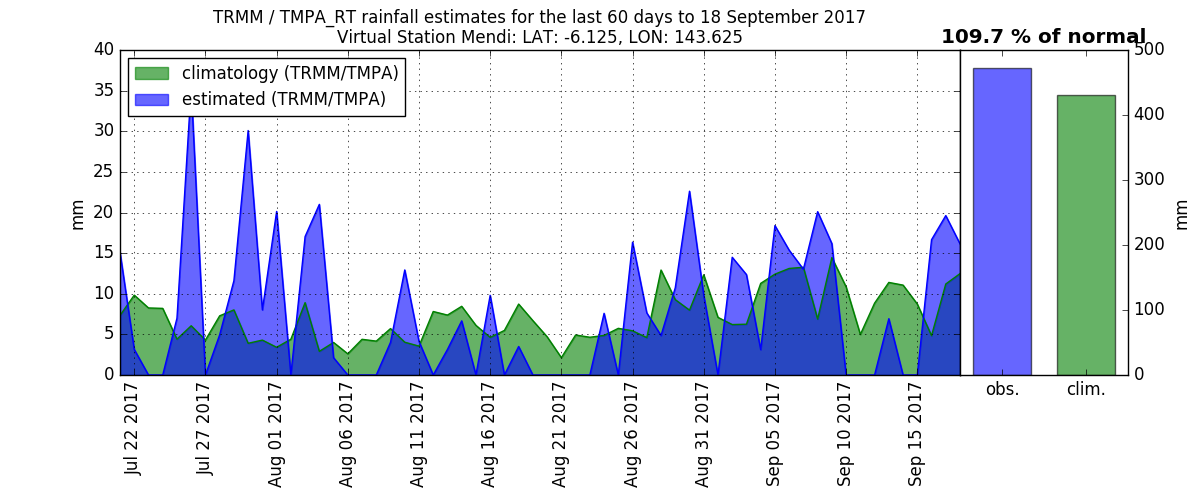 TRMM / TMPA_RT rainfall estimates for the last 60 days to 18 September 2017
Virtual Station Mendi: LAT: -6.125, LON: 143.625
109.7 % of normal
climatology (TRMM/TMPA)
estimated (TRMM/TMPA)
40
35
30
25
20
15
10
5
0
mm
Jul 22 2017
Jul 27 2017
Aug 01 2017
Aug 06 2017
Aug 11 2017
Aug 16 2017
Aug 21 2017
Aug 26 2017
Aug 31 2017
Sep 05 2017
Sep 10 2017
Sep 15 2017
500
400
300
200
100
0
mm
obs.
clim.